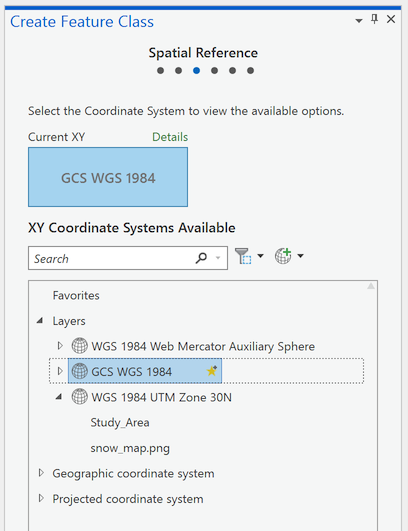 Create Feature Class
Spatial Reference
Select the Coordinate System to view the available options.
Current XY Details
GCS WGS 1984
XY Coordinate Systems Available
Search
Favorites
Layers
WGS 1984 Web Mercator Auxiliary Sphere
GCS WGS 1984
WGS 1984 UTM Zone 30N
Study_Area
snow_map.png
Geographic coordinate system
Projected coordinate system